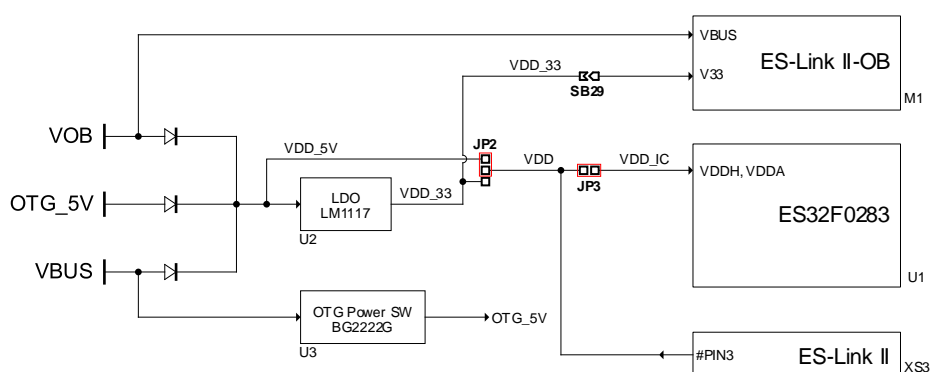 VBUS
ES-Link II-OB
VDD_33
V33
SB29
M1
VOB
JP2
VDD_5V
VDD
VDD_IC
VDDH, VDDA
JP3
OTG_5V
LDO
LM1117
VDD_33
ES32F0283
U2
VBUS
U1
OTG Power SW
BG2222G
OTG_5V
U3
#PIN3
ES-Link II
XS3